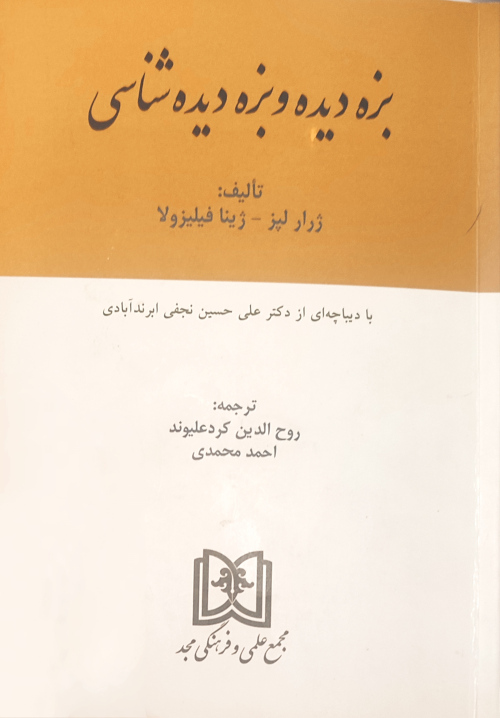 بزه دیده و بزه دیده شناسی
تألیف:
ژرار لپز - ژینا فیلیزولا
با دیباچه‌ای از دکتر علی حسین نجفی ابرندآبادی
ترجمه:
روح الدین کردعلیوند
احمد محمدی
مجمع علمی و فرهنگی مجد